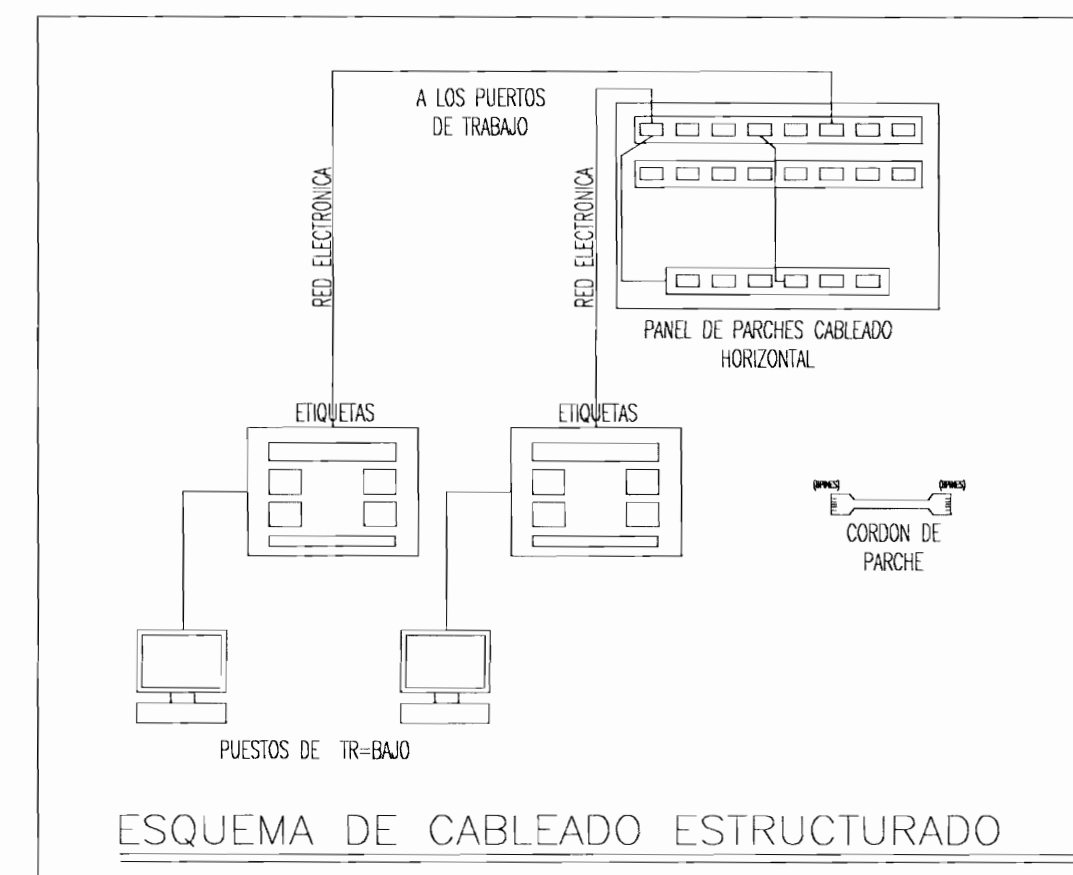 A LOS PUERTOS
DE TRABAJO
RED ELECTRONICA
RED ELECTRONICA
PANEL DE PARCHES CABLEADO
HORIZONTAL
ETIQUETAS
ETIQUETAS
CORDON DE
PARCHE
PUESTOS DE TR=BAJO
ESQUEMA DE CABLEADO ESTRUCTURADO